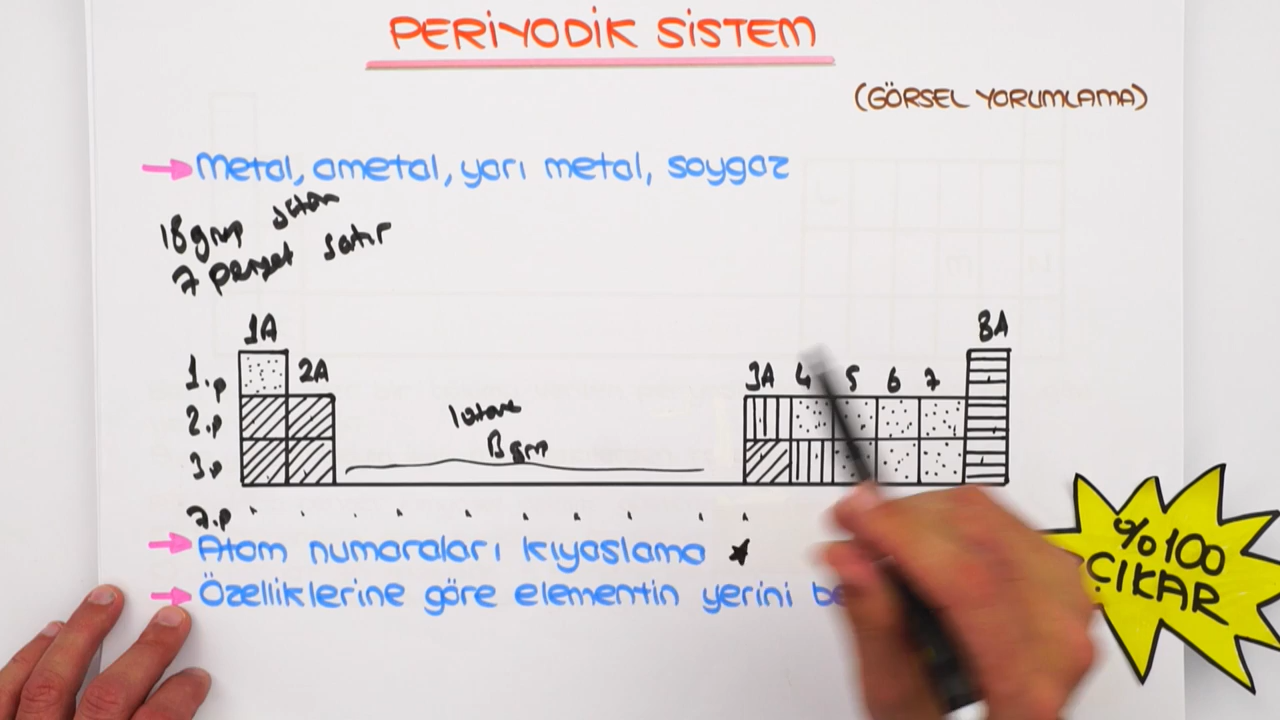 PERİYODİK SİSTEM
(GÖRSEL YORUMLAMA)
Metal, ametal, yarı metal, soygaz
18 grup sütun
7 periyot satır
1A
8A
1.p
2A
3A 4 5 6 7
2.p
3.p
B grup
7.p
Atom numaraları kıyaslama
Özelliklerine göre elementin yerini be
%100
ÇIKAR